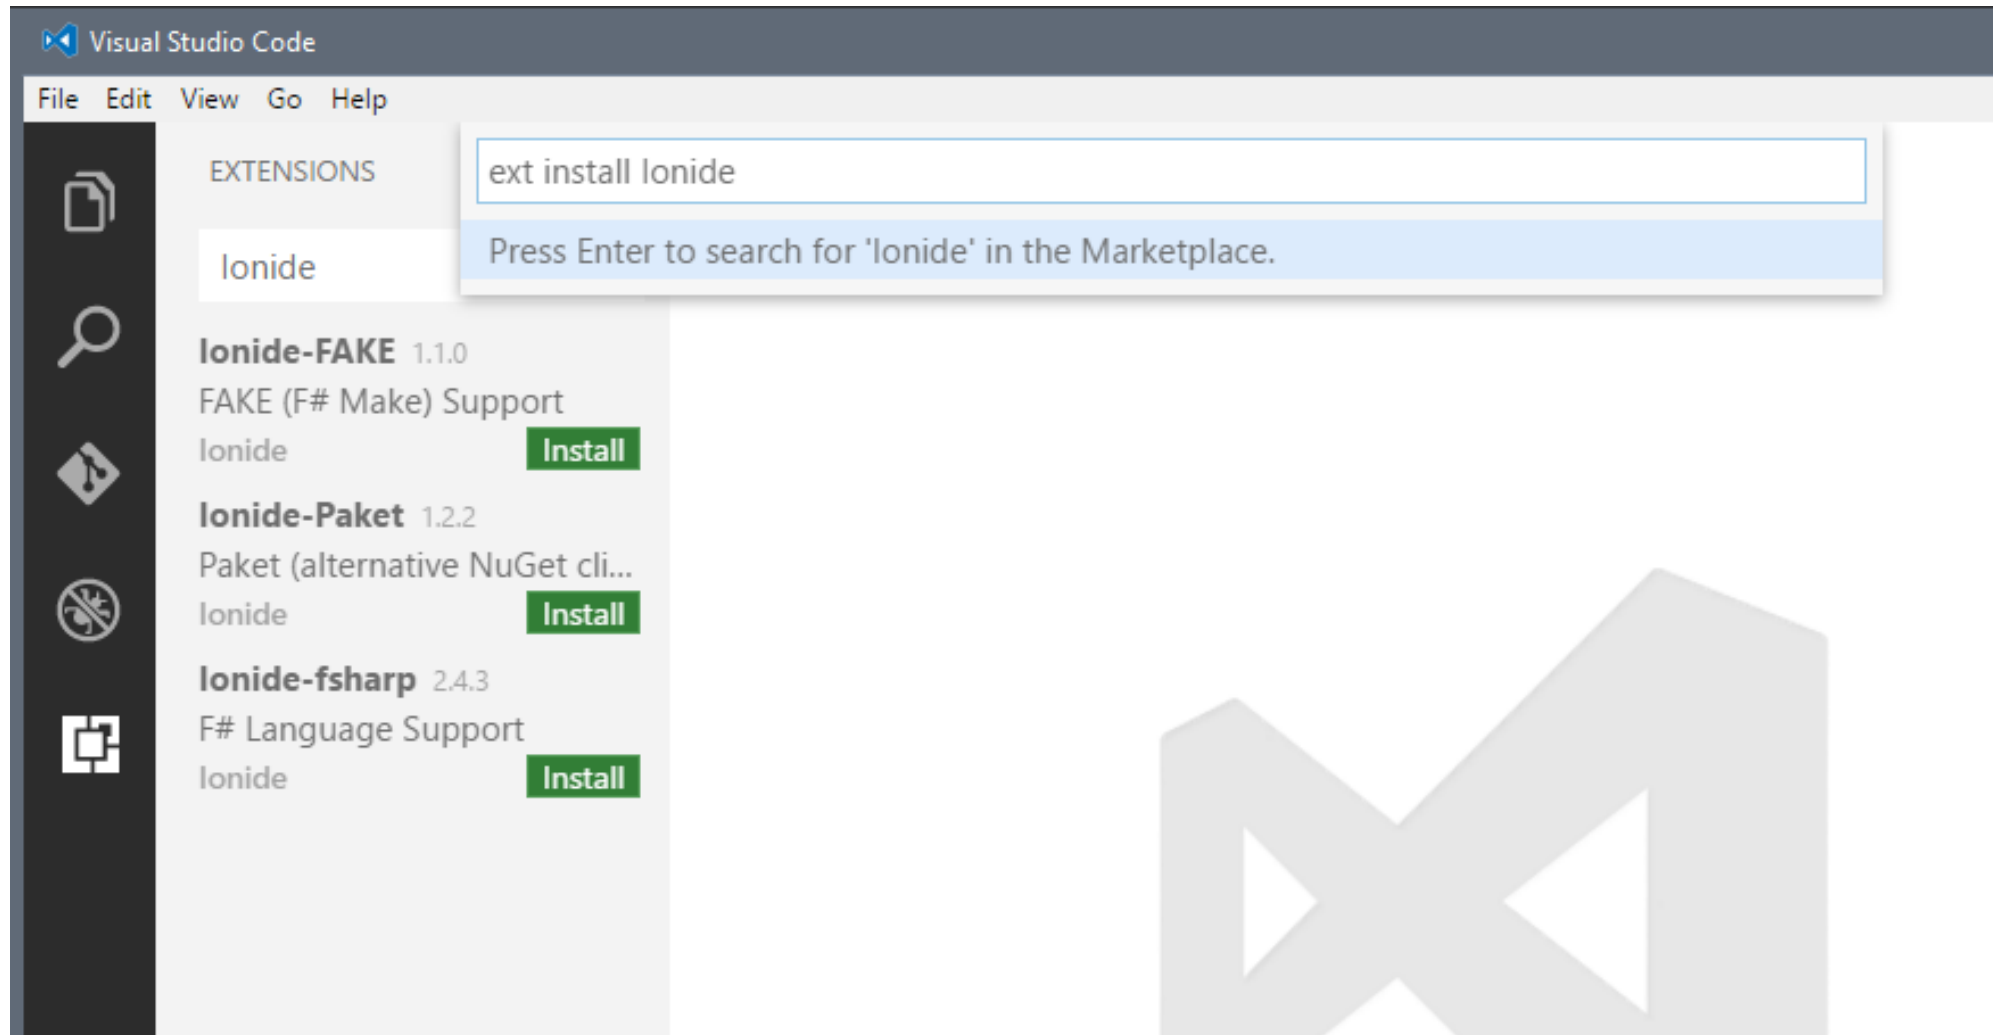 Visual Studio Code
File Edit View Go Help
EXTENSIONS
ext install Ionide
Press Enter to search for 'Ionide' in the Marketplace.
Ionide
Ionide-FAKE 1.1.0
FAKE (F# Make) Support
Ionide Install
Ionide-Paket 1.2.2
Paket (alternative NuGet cli...
Ionide Install
Ionide-fsharp 2.4.3
F# Language Support
Ionide Install